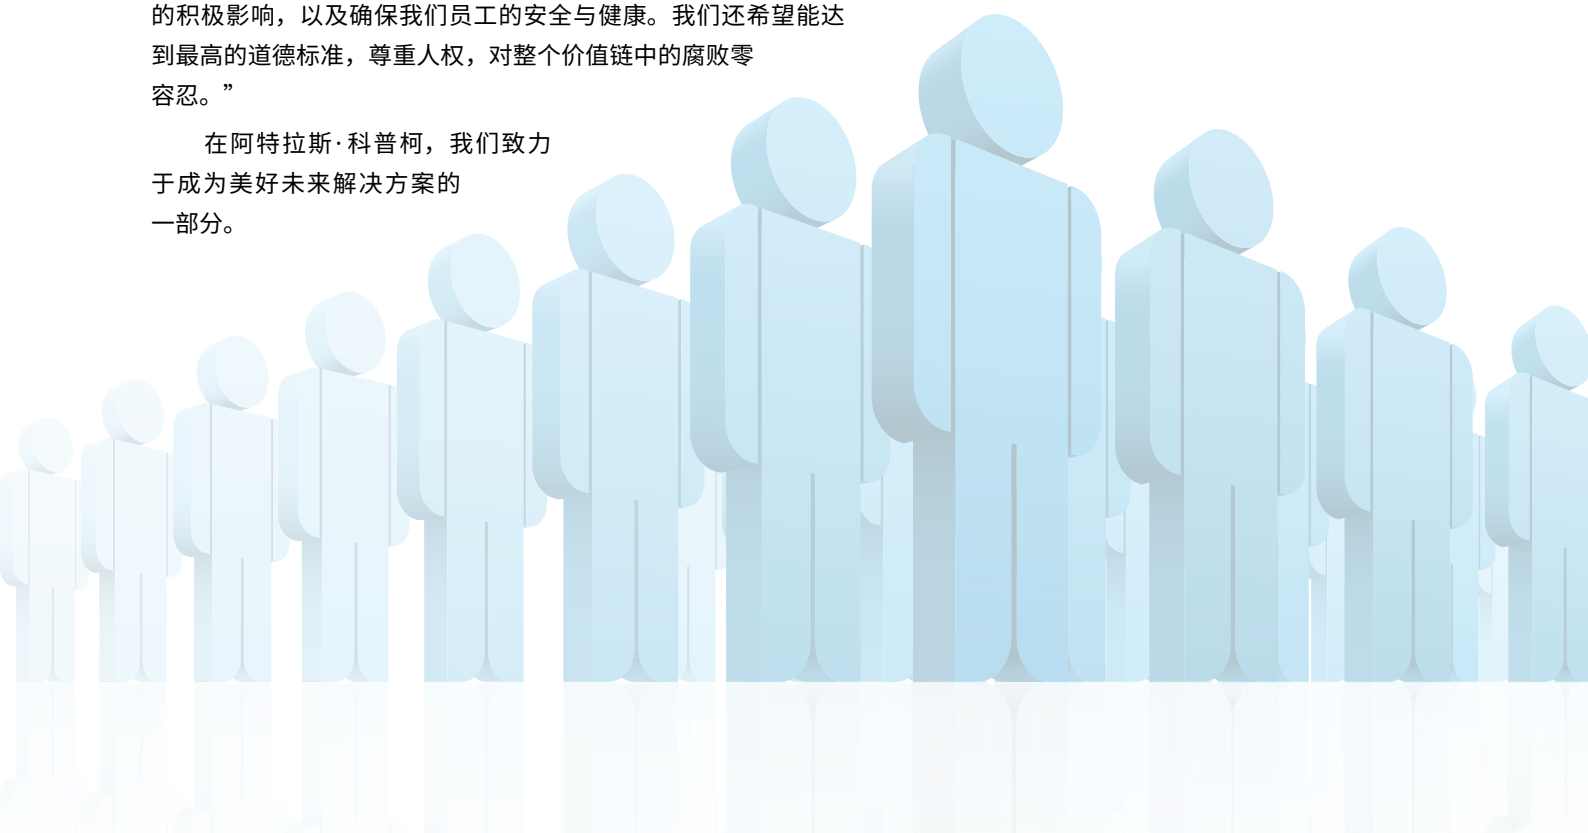 的积极影响，以及确保我们员工的安全与健康。我们还希望能达
到最高的道德标准，尊重人权，对整个价值链中的腐败零
容忍。”
在阿特拉斯·科普柯，我们致力
于成为美好未来解决方案的
一部分。